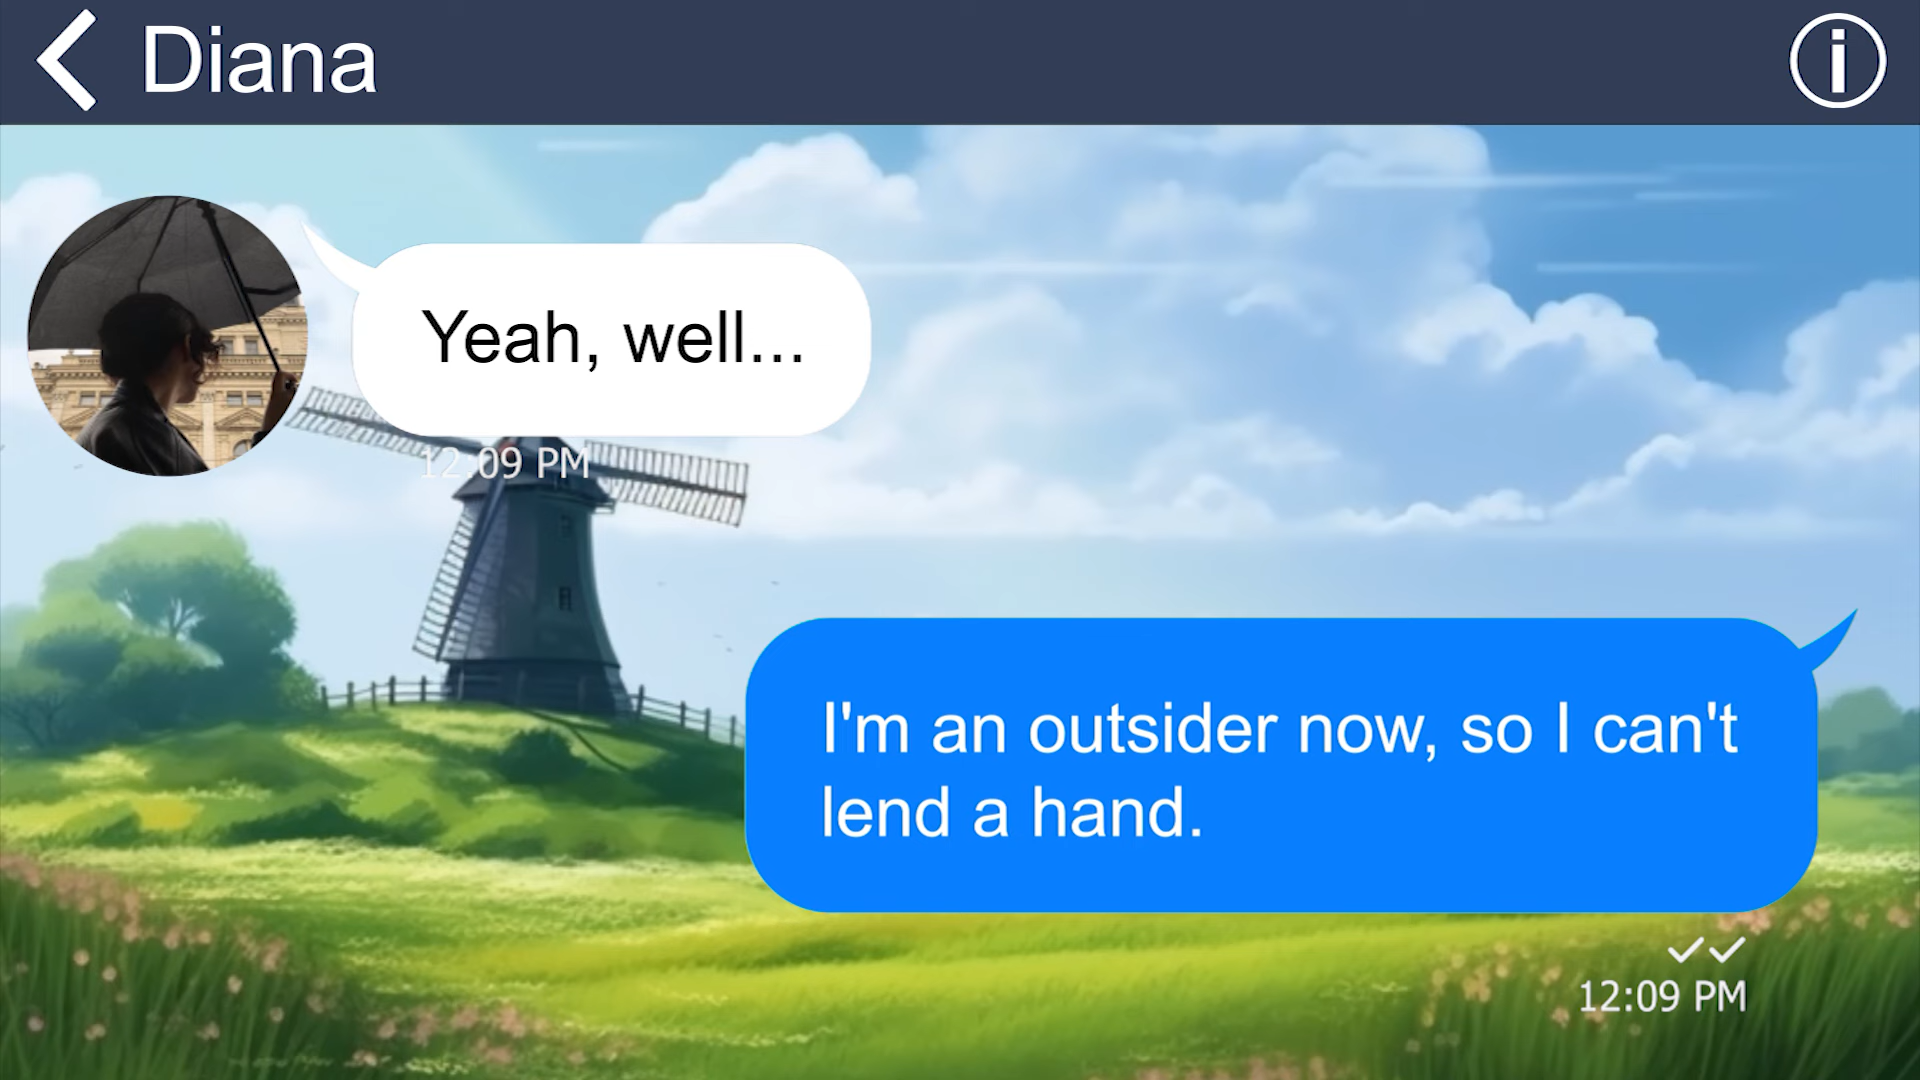 Diana
Yeah, well...
12:09 PM
I'm an outsider now, so I can't
lend a hand.
12:09 PM